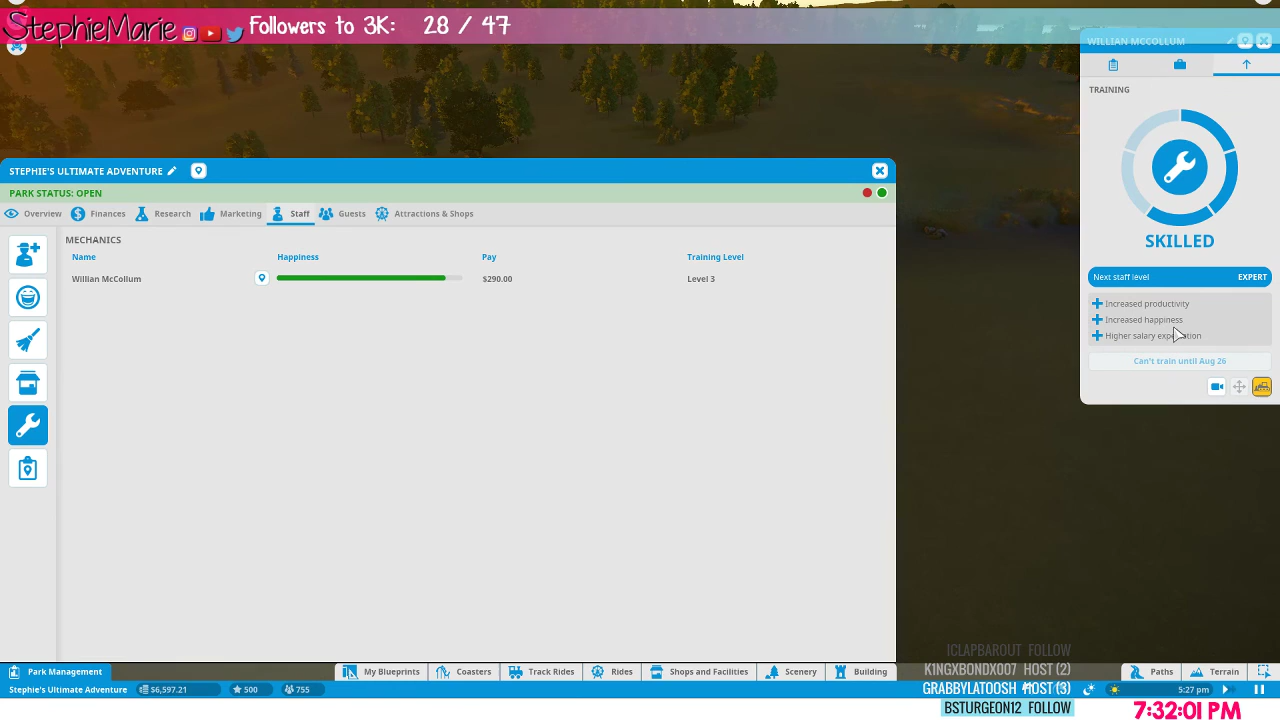 StephieMarie Followers to 3K: 28 / 47
WILLIAN MCCOLLUM
TRAINING
SKILLED
Next staff level EXPERT
Increased productivity
Increased happiness
Higher salary
Can't train until Aug 26
STEPHIE'S ULTIMATE ADVENTURE
PARK STATUS: OPEN
Overview Finances Research Marketing Staff Guests Attractions & Shops
MECHANICS
Name Happiness Pay Training Level
Willian McCollum $290.00 Level 3
ICLAPBAROUT FOLLOW
K1NGXBONDX007 HOST (2)
GRABBYLATOOSH HOST (3)
BSTURGEON12 FOLLOW
Park Management My Blueprints Coasters Track Rides Rides Shops and Facilities Scenery Building Paths Terrain
Stephie's Ultimate Adventure $6,597.21 500 755 5:27 pm
7:32:01 PM